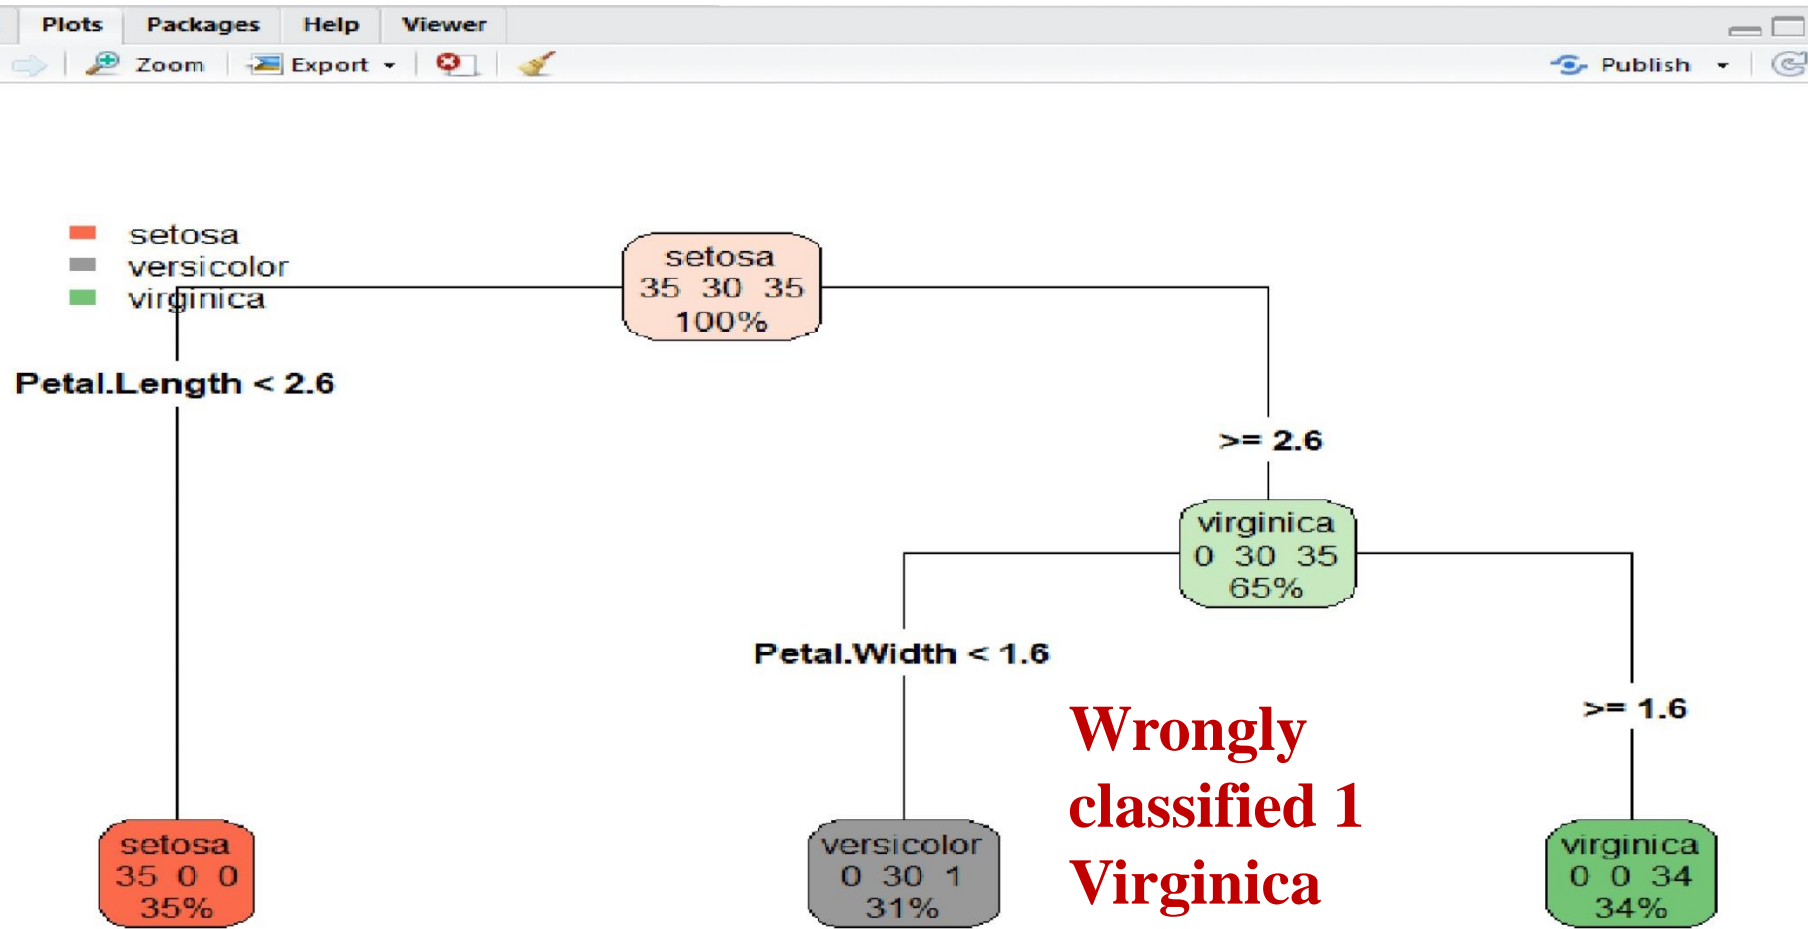 Plots Packages Help Viewer
Zoom Export Publish
setosa
versicolor
virginica
setosa
35 30 35
100%
Petal.Length < 2.6
>= 2.6
virginica
0 30 35
65%
Petal.Width < 1.6
>= 1.6
Wrongly
classified 1
Virginica
setosa
35 0 0
35%
versicolor
0 30 1
31%
virginica
0 0 34
34%